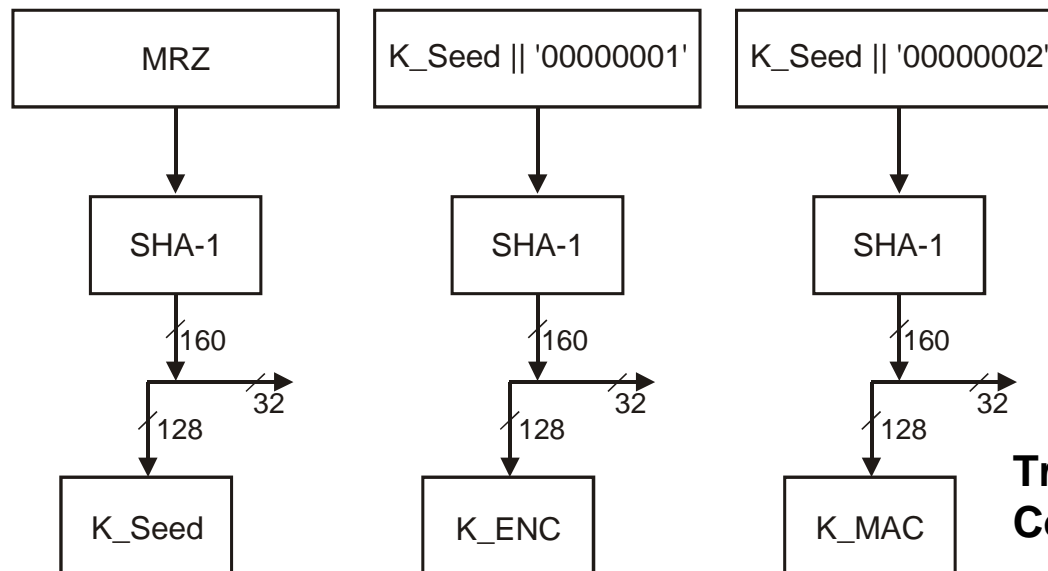 MRZ
K_Seed || '00000001'
K_Seed || '00000002'
SHA-1
SHA-1
SHA-1
160
160
160
32
32
32
128
128
128
K_Seed
K_ENC
K_MAC